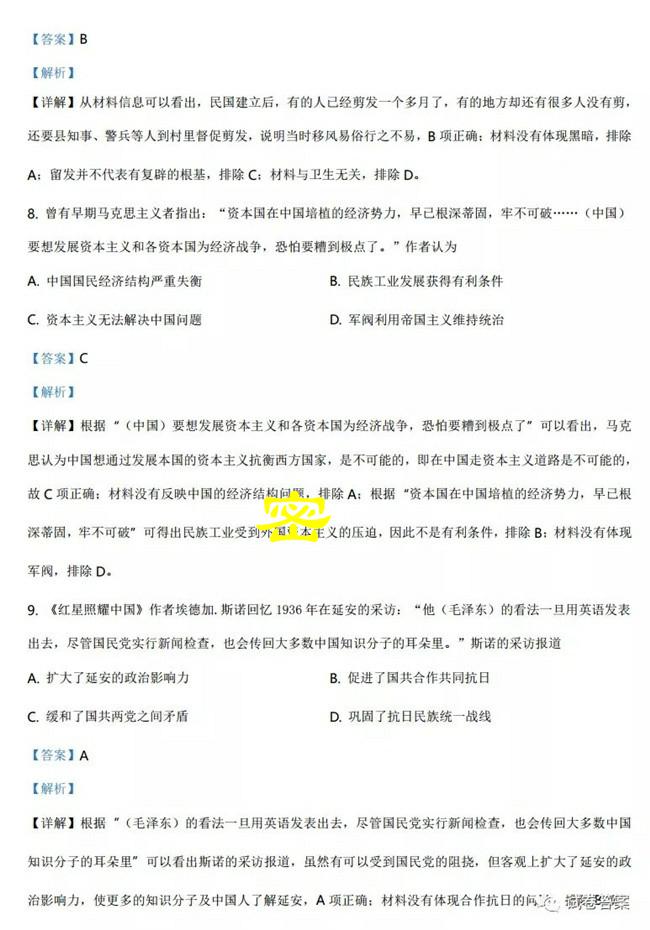 【答案】B
【解析】
【详解】从材料信息可以看出，民国建立后，有的人已经剪发一个多月了，有的地方却还有很多人没有剪，
还要县知事、警兵等人到村里督促剪发，说明当时移风易俗行之不易，B 项正确；材料没有体现黑暗，排除
A；留发并不代表有复辟的根基，排除 C；材料与卫生无关，排除 D。
8. 曾有早期马克思主义者指出：“资本国在中国培植的经济势力，早已根深蒂固，牢不可破……（中国）
要想发展资本主义和各资本国为经济战争，恐怕要糟到极点了。”作者认为
A. 中国国民经济结构严重失衡 B. 民族工业发展获得有利条件
C. 资本主义无法解决中国问题 D. 军阀利用帝国主义维持统治
【答案】C
【解析】
【详解】根据“（中国）要想发展资本主义和各资本国为经济战争，恐怕要糟到极点了”可以看出，马克
思认为中国想通过发展本国的资本主义抗衡西方国家，是不可能的，即在中国走资本主义道路是不可能的，
故 C 项正确；材料没有反映中国的经济结构问题，排除 A；根据“资本国在中国培植的经济势力，早已根
密
深蒂固，牢不可破”可得出民族工业受到外国资本主义的压迫，因此不是有利条件，排除 B；材料没有体现
军阀，排除 D。
9. 《红星照耀中国》作者埃德加.斯诺回忆 1936 年在延安的采访：“他（毛泽东）的看法一旦用英语发表
出去，尽管国民党实行新闻检查，也会传回大多数中国知识分子的耳朵里。”斯诺的采访报道
A. 扩大了延安的政治影响力 B. 促进了国共合作共同抗日
C. 缓和了国共两党之间矛盾 D. 巩固了抗日民族统一战线
【答案】A
【解析】
【详解】根据“（毛泽东）的看法一旦用英语发表出去，尽管国民党实行新闻检查，也会传回大多数中国
知识分子的耳朵里”可以看出斯诺的采访报道，虽然有可以受到国民党的阻挠，但客观上扩大了延安的政
治影响力，使更多的知识分子及中国人了解延安，A 项正确；材料没有体现合作抗日的问 B
试卷答案